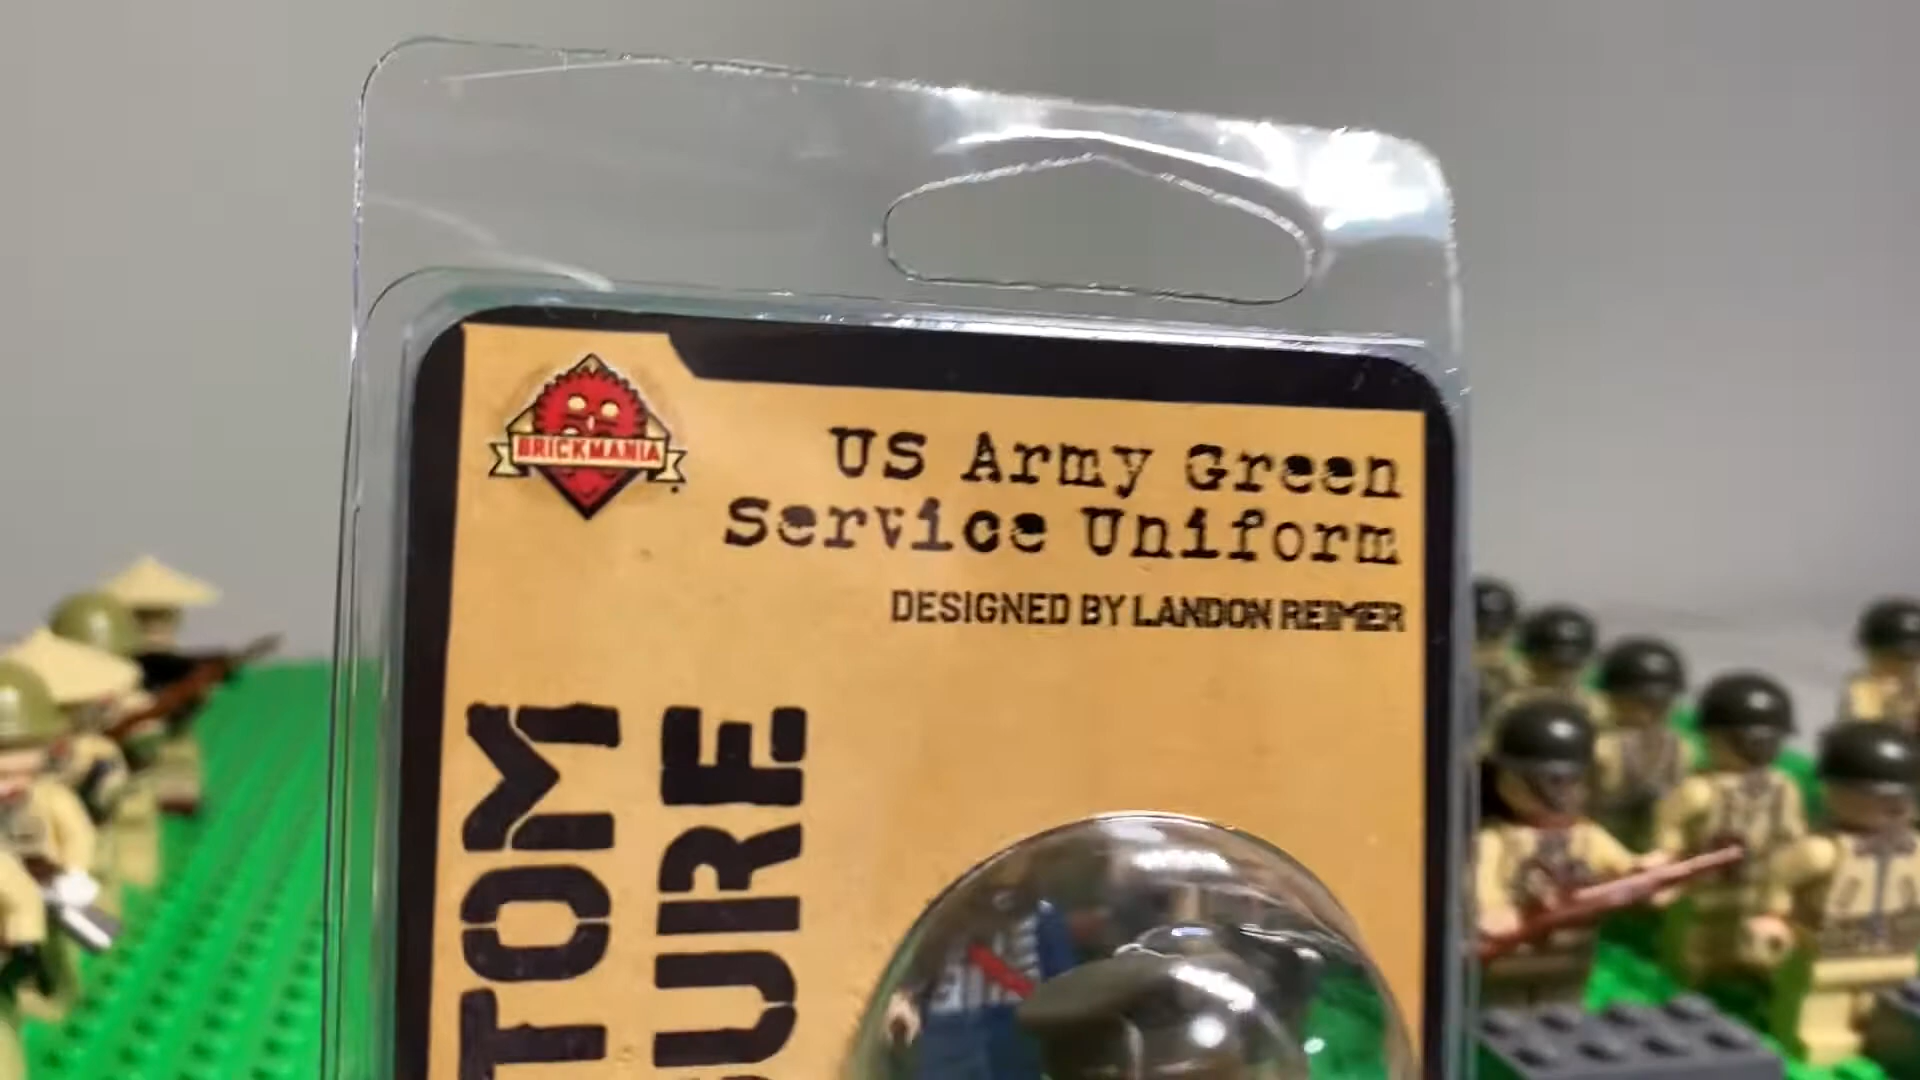 BRICKMANIA
US Army Green
Service Uniform
DESIGNED BY LANDON REIMER
TOM
URE